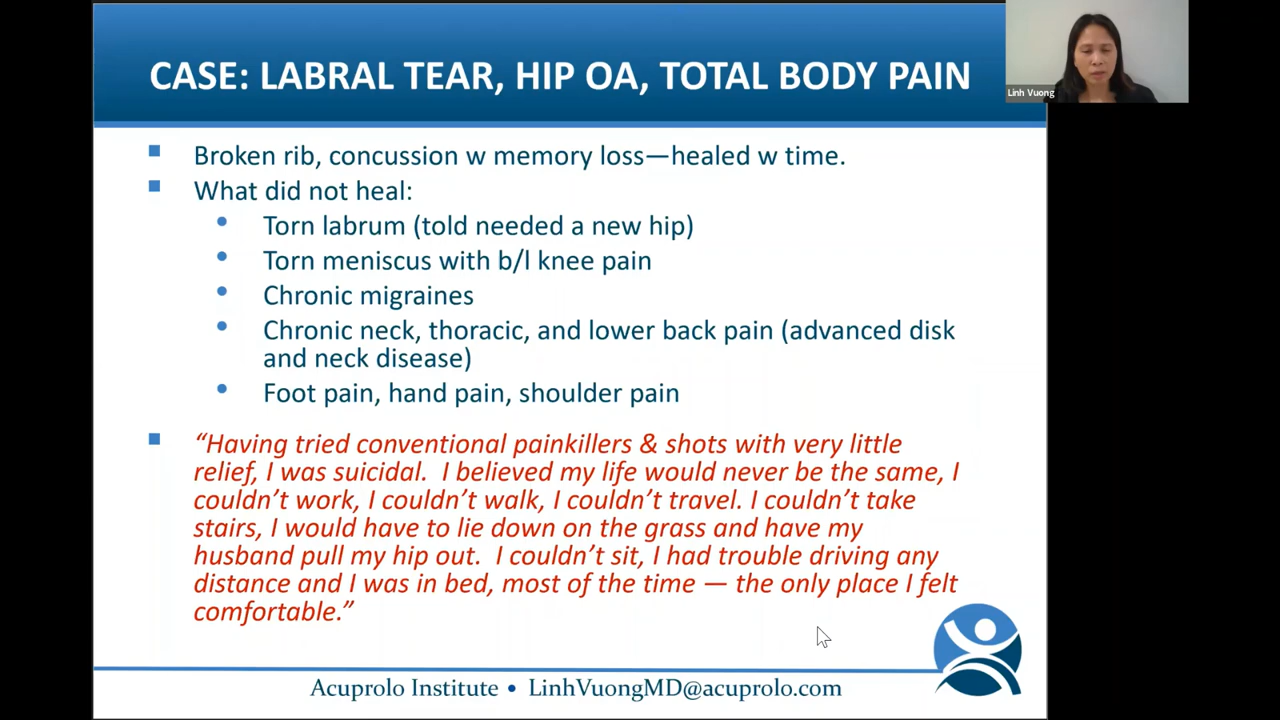 CASE: LABRAL TEAR, HIP OA, TOTAL BODY PAIN
Linh Vuong
Broken rib, concussion w memory loss—healed w time.
What did not heal:
Torn labrum (told needed a new hip)
Torn meniscus with b/l knee pain
Chronic migraines
Chronic neck, thoracic, and lower back pain (advanced disk
and neck disease)
Foot pain, hand pain, shoulder pain
“Having tried conventional painkillers & shots with very little
relief, I was suicidal.  I believed my life would never be the same, I
couldn’t work, I couldn’t walk, I couldn’t travel. I couldn’t take
stairs, I would have to lie down on the grass and have my
husband pull my hip out.  I couldn’t sit, I had trouble driving any
distance and I was in bed, most of the time — the only place I felt
comfortable.”
Acuprolo Institute • LinhVuongMD@acuprolo.com